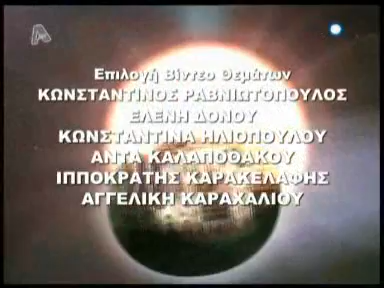 Επιλογή Βίντεο Θεμάτων
ΚΩΝΣΤΑΝΤΙΝΟΣ ΡΑΒΝΙΩΤΟΠΟΥΛΟΣ
ΕΛΕΝΗ ΔΟΝΟΥ
ΚΩΝΣΤΑΝΤΙΝΑ ΗΛΙΟΠΟΥΛΟΥ
ΑΝΤΑ ΚΑΛΑΠΟΘΑΚΟΥ
ΙΠΠΟΚΡΑΤΗΣ ΚΑΡΑΚΕΛΑΦΗΣ
ΑΓΓΕΛΙΚΗ ΚΑΡΑΧΑΛΙΟΥ